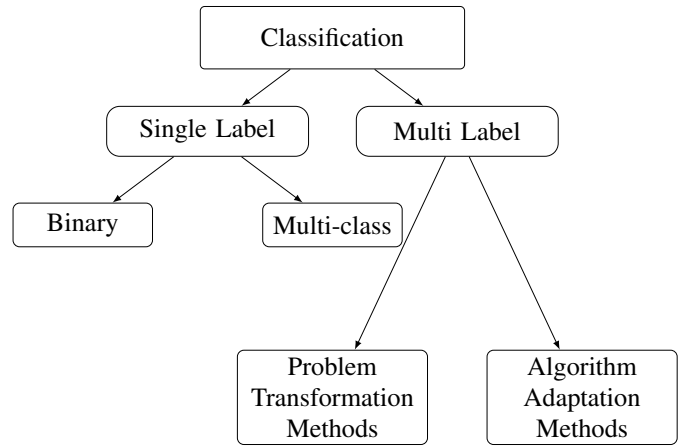 Classification
Single Label
Multi Label
Binary
Multi-class
Problem
Transformation
Methods
Algorithm
Adaptation
Methods